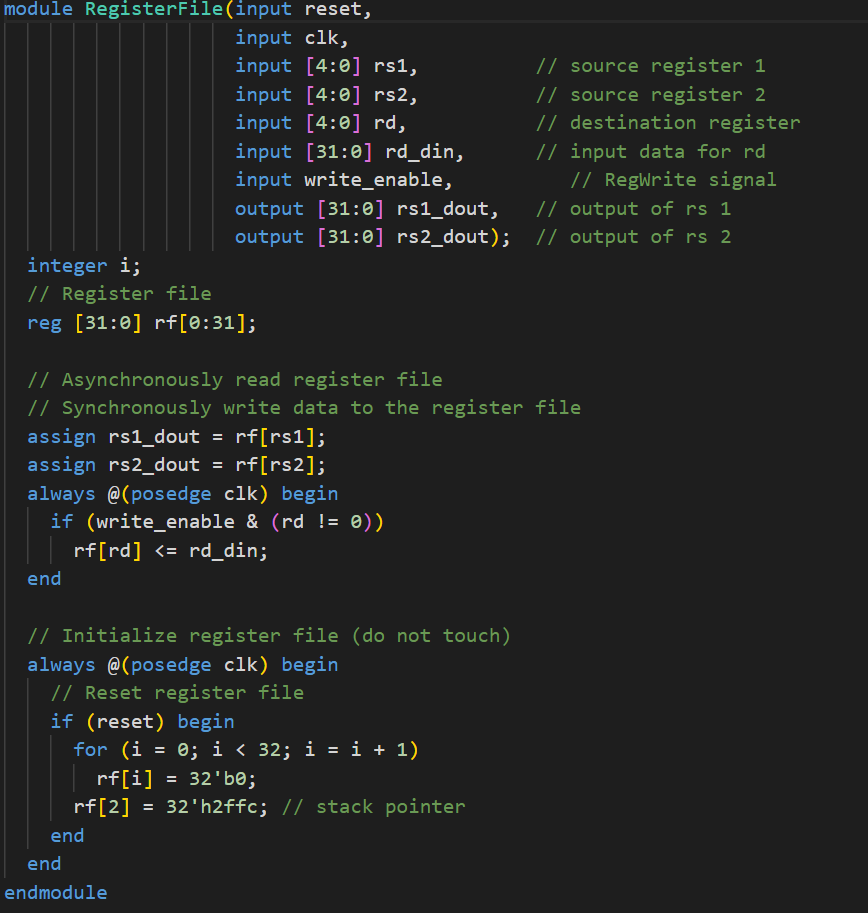 module RegisterFile(input reset,
input clk,
input [4:0] rs1, // source register 1
input [4:0] rs2, // source register 2
input [4:0] rd, // destination register
input [31:0] rd_din, // input data for rd
input write_enable, // RegWrite signal
output [31:0] rs1_dout, // output of rs 1
output [31:0] rs2_dout); // output of rs 2
integer i;
// Register file
reg [31:0] rf[0:31];
// Asynchronously read register file
// Synchronously write data to the register file
assign rs1_dout = rf[rs1];
assign rs2_dout = rf[rs2];
always @(posedge clk) begin
if (write_enable & (rd != 0))
rf[rd] <= rd_din;
end
// Initialize register file (do not touch)
always @(posedge clk) begin
// Reset register file
if (reset) begin
for (i = 0; i < 32; i = i + 1)
rf[i] = 32'b0;
rf[2] = 32'h2ffc; // stack pointer
end
end
endmodule